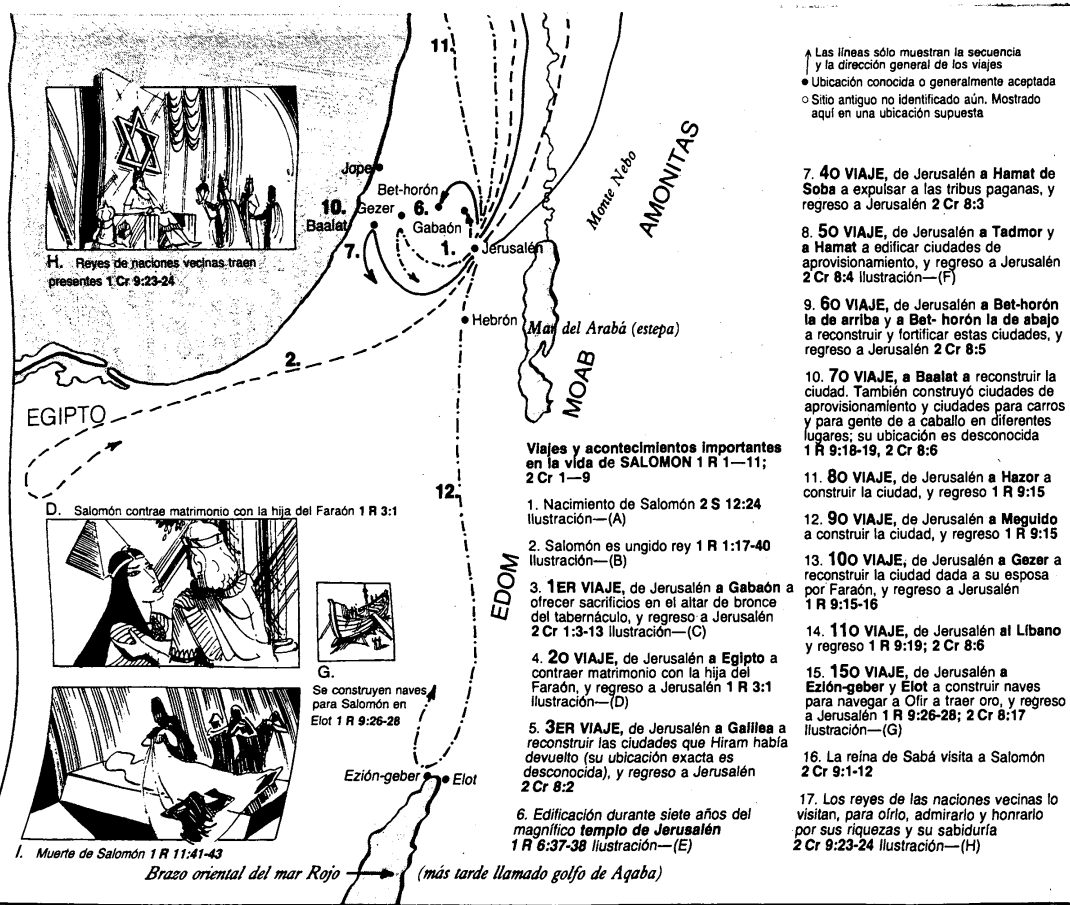 11.
Las líneas sólo muestran la secuencia
y la dirección general de los viajes
Ubicación conocida o generalmente aceptada
Sitio antiguo no identificado aún. Mostrado
aquí en una ubicación supuesta
Jope
Bet-horón
10.
Gezer
6.
Baalat
Gabaón
7.
1.
Jerusalén
Monte Nebo
AMONITAS
H. Reyes de naciones vecinas traen
presentes 1 Cr 9:23-24
Hebrón
Mar del Arabá (estepa)
2.
MOAB
EGIPTO
12.
EDOM
D. Salomón contrae matrimonio con la hija del Faraón 1 R 3:1
G.
Se construyen naves
para Salomón en
Elot 1 R 9:26-28
Ezión-geber
Elot
I. Muerte de Salomón 1 R 11:41-43
Brazo oriental del mar Rojo
(más tarde llamado golfo de Aqaba)
Viajes y acontecimientos importantes
en la vida de SALOMON 1 R 1—11;
2 Cr 1—9
1. Nacimiento de Salomón 2 S 12:24
Ilustración—(A)
2. Salomón es ungido rey 1 R 1:17-40
Ilustración—(B)
3. 1ER VIAJE, de Jerusalén a Gabaón a
ofrecer sacrificios en el altar de bronce
del tabernáculo, y regreso a Jerusalén
2 Cr 1:3-13 Ilustración—(C)
4. 2O VIAJE, de Jerusalén a Egipto a
contraer matrimonio con la hija del
Faraón, y regreso a Jerusalén 1 R 3:1
Ilustración—(D)
5. 3ER VIAJE, de Jerusalén a Galilea a
reconstruir las ciudades que Hiram había
devuelto (su ubicación exacta es
desconocida), y regreso a Jerusalén
2 Cr 8:2
6. Edificación durante siete años del
magnífico templo de Jerusalén
1 R 6:37-38 Ilustración—(E)
7. 4O VIAJE, de Jerusalén a Hamat de
Soba a expulsar a las tribus paganas, y
regreso a Jerusalén 2 Cr 8:3
8. 5O VIAJE, de Jerusalén a Tadmor y
a Hamat a edificar ciudades de
aprovisionamiento, y regreso a Jerusalén
2 Cr 8:4 Ilustración—(F)
9. 6O VIAJE, de Jerusalén a Bet-horón
la de arriba y a Bet- horón la de abajo
a reconstruir y fortificar estas ciudades, y
regreso a Jerusalén 2 Cr 8:5
10. 7O VIAJE, a Baalat a reconstruir la
ciudad. También construyó ciudades de
aprovisionamiento y ciudades para carros
y para gente de a caballo en diferentes
lugares; su ubicación es desconocida
1 R 9:18-19, 2 Cr 8:6
11. 8O VIAJE, de Jerusalén a Hazor a
construir la ciudad, y regreso 1 R 9:15
12. 9O VIAJE, de Jerusalén a Meguido
a construir la ciudad, y regreso 1 R 9:15
13. 10O VIAJE, de Jerusalén a Gezer a
reconstruir la ciudad dada a su esposa
por Faraón, y regreso a Jerusalén
1 R 9:15-16
14. 11O VIAJE, de Jerusalén al Líbano
y regreso 1 R 9:19; 2 Cr 8:6
15. 15O VIAJE, de Jerusalén a
Ezión-geber y Elot a construir naves
para navegar a Ofir a traer oro, y regreso
a Jerusalén 1 R 9:26-28; 2 Cr 8:17
Ilustración—(G)
16. La reina de Sabá visita a Salomón
2 Cr 9:1-12
17. Los reyes de las naciones vecinas lo
visitan, para oírlo, admirarlo y honrarlo
por sus riquezas y su sabiduría
2 Cr 9:23-24 Ilustración—(H)